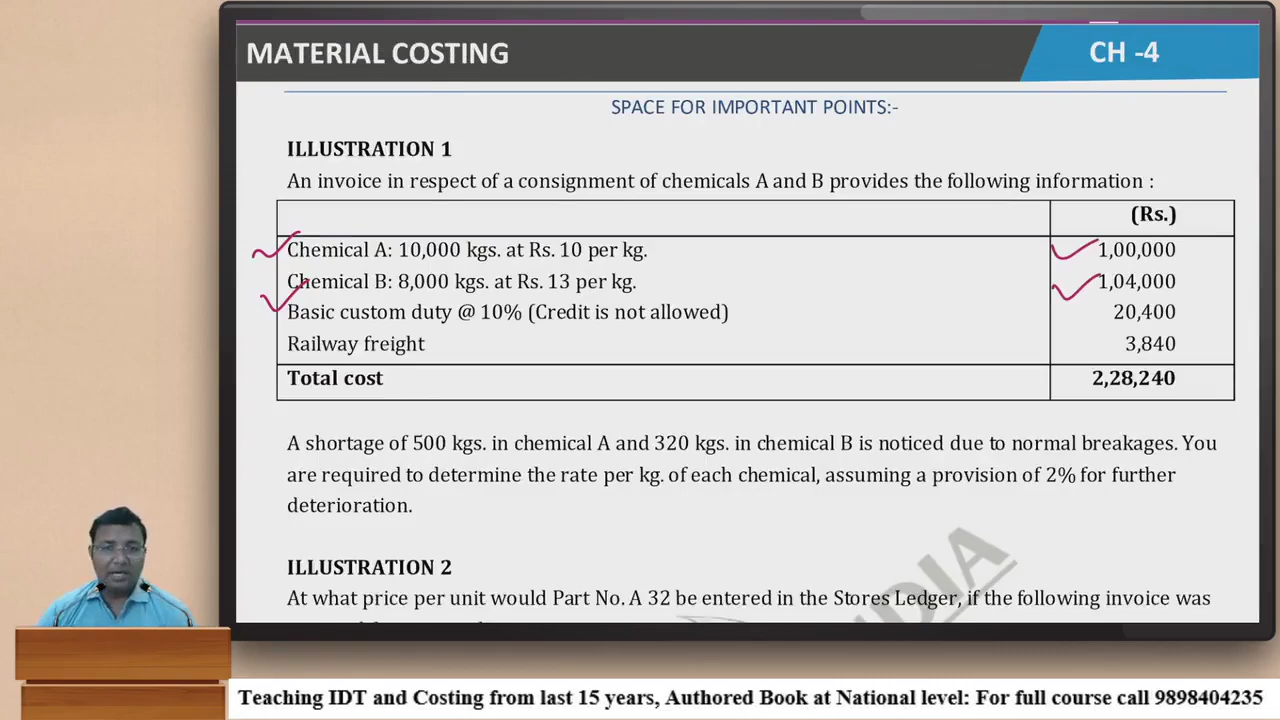 MATERIAL COSTING
CH -4
SPACE FOR IMPORTANT POINTS:-
ILLUSTRATION 1
An invoice in respect of a consignment of chemicals A and B provides the following information :
(Rs.)
Chemical A: 10,000 kgs. at Rs. 10 per kg. 1,00,000
Chemical B: 8,000 kgs. at Rs. 13 per kg. 1,04,000
Basic custom duty @ 10% (Credit is not allowed) 20,400
Railway freight 3,840
Total cost 2,28,240
A shortage of 500 kgs. in chemical A and 320 kgs. in chemical B is noticed due to normal breakages. You
are required to determine the rate per kg. of each chemical, assuming a provision of 2% for further
deterioration.
ILLUSTRATION 2
At what price per unit would Part No. A 32 be entered in the Stores Ledger, if the following invoice was
Teaching IDT and Costing from last 15 years, Authored Book at National level: For full course call 9898404235